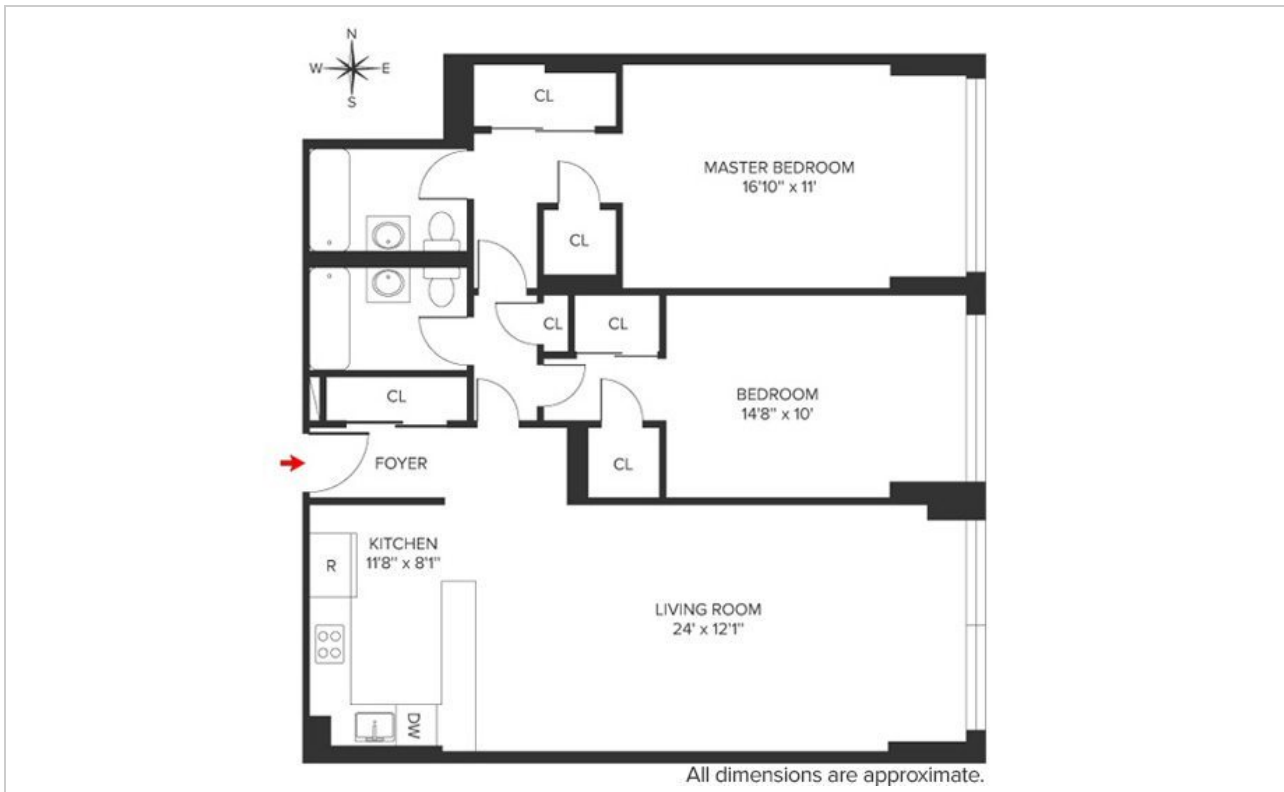 N
W E
S
CL
MASTER BEDROOM
16'10" x 11'
CL
CL
CL
CL
BEDROOM
14'8" x 10'
FOYER
CL
KITCHEN
11'8" x 8'1"
R
LIVING ROOM
24' x 12'1"
DW
All dimensions are approximate.